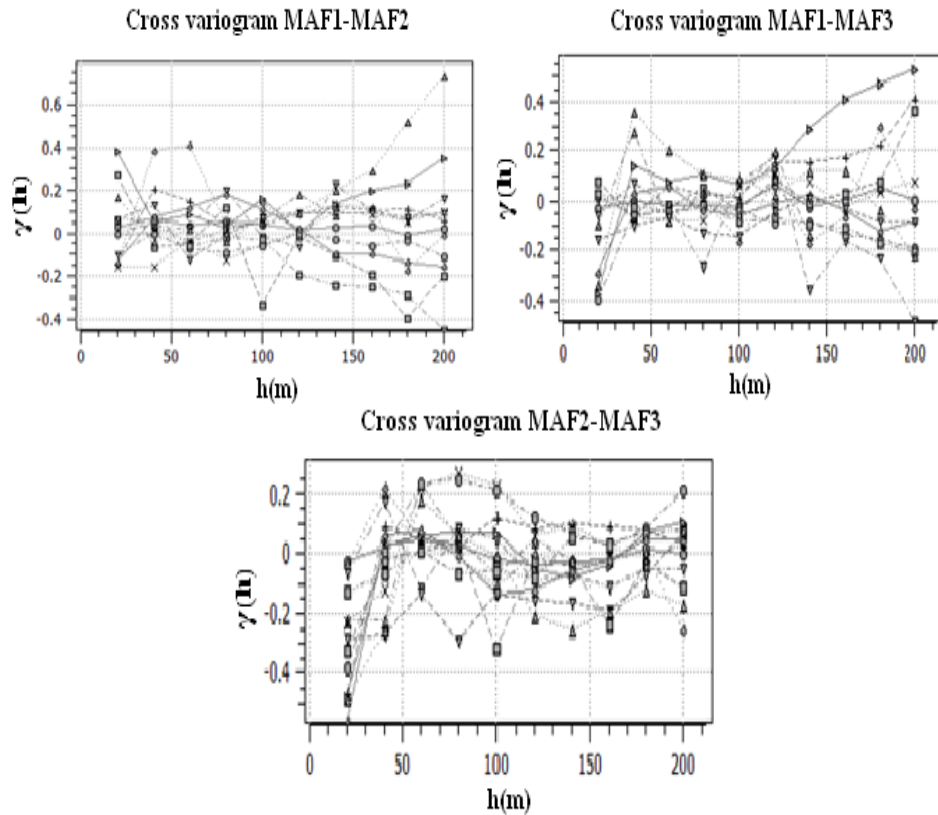 Cross variogram MAF1-MAF2
γ (h)
0.6
0.4
0.2
0
-0.2
-0.4
0 50 100 150 200
h(m)
Cross variogram MAF1-MAF3
γ (h)
0.4
0.2
0
-0.2
-0.4
0 50 100 150 200
h(m)
Cross variogram MAF2-MAF3
γ (h)
0.2
0
-0.2
-0.4
0 50 100 150 200
h(m)